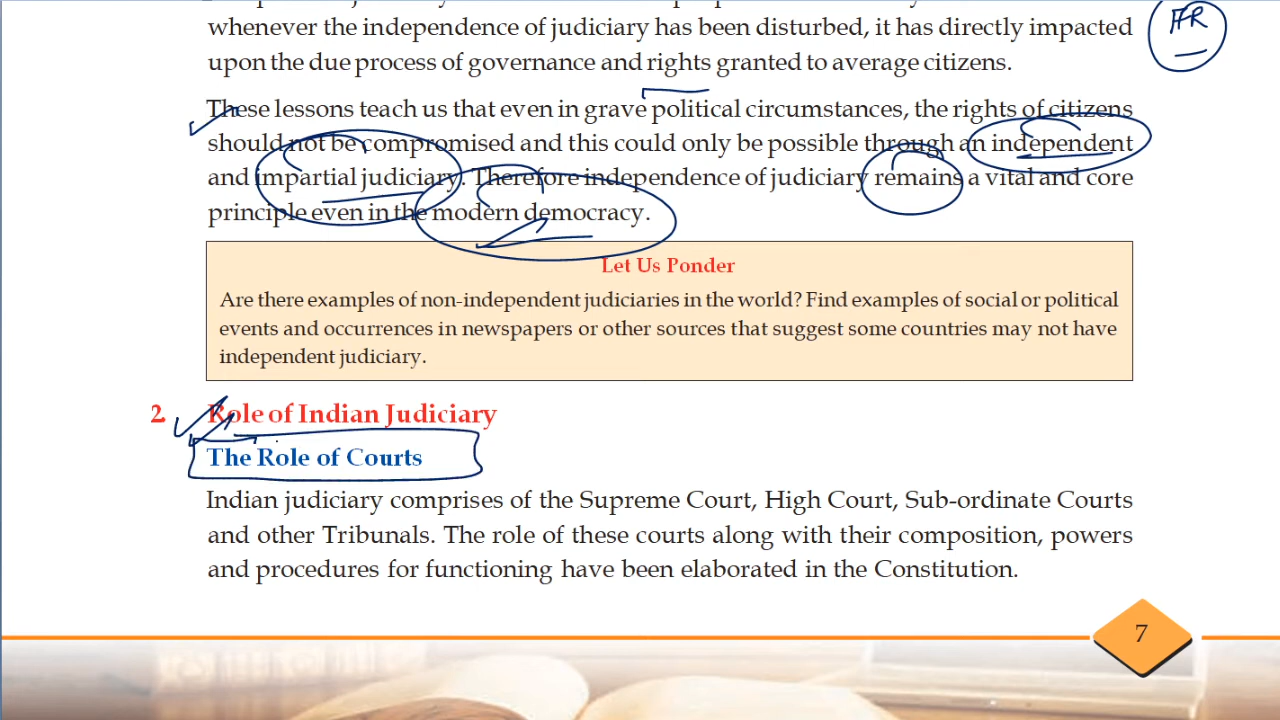 whenever the independence of judiciary has been disturbed, it has directly impacted
upon the due process of governance and rights granted to average citizens.
These lessons teach us that even in grave political circumstances, the rights of citizens
should not be compromised and this could only be possible through an independent
and impartial judiciary. Therefore independence of judiciary remains a vital and core
principle even in the modern democracy.
Let Us Ponder
Are there examples of non-independent judiciaries in the world? Find examples of social or political
events and occurrences in newspapers or other sources that suggest some countries may not have
independent judiciary.
2. Role of Indian Judiciary
The Role of Courts
Indian judiciary comprises of the Supreme Court, High Court, Sub-ordinate Courts
and other Tribunals. The role of these courts along with their composition, powers
and procedures for functioning have been elaborated in the Constitution.
7